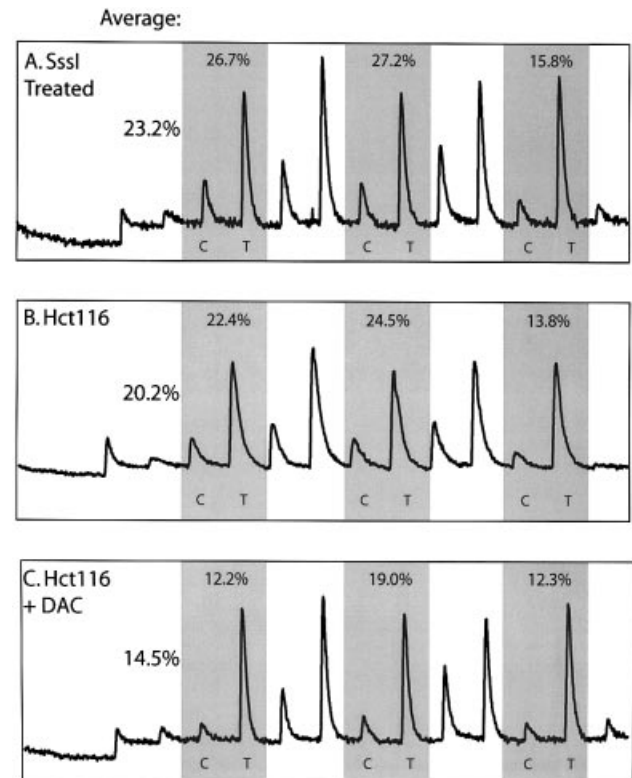 Average:
A. SssI
Treated
26.7%
27.2%
15.8%
23.2%
C T
C T
C T
B. Hct116
22.4%
24.5%
13.8%
20.2%
C T
C T
C T
C. Hct116
+ DAC
12.2%
19.0%
12.3%
14.5%
C T
C T
C T